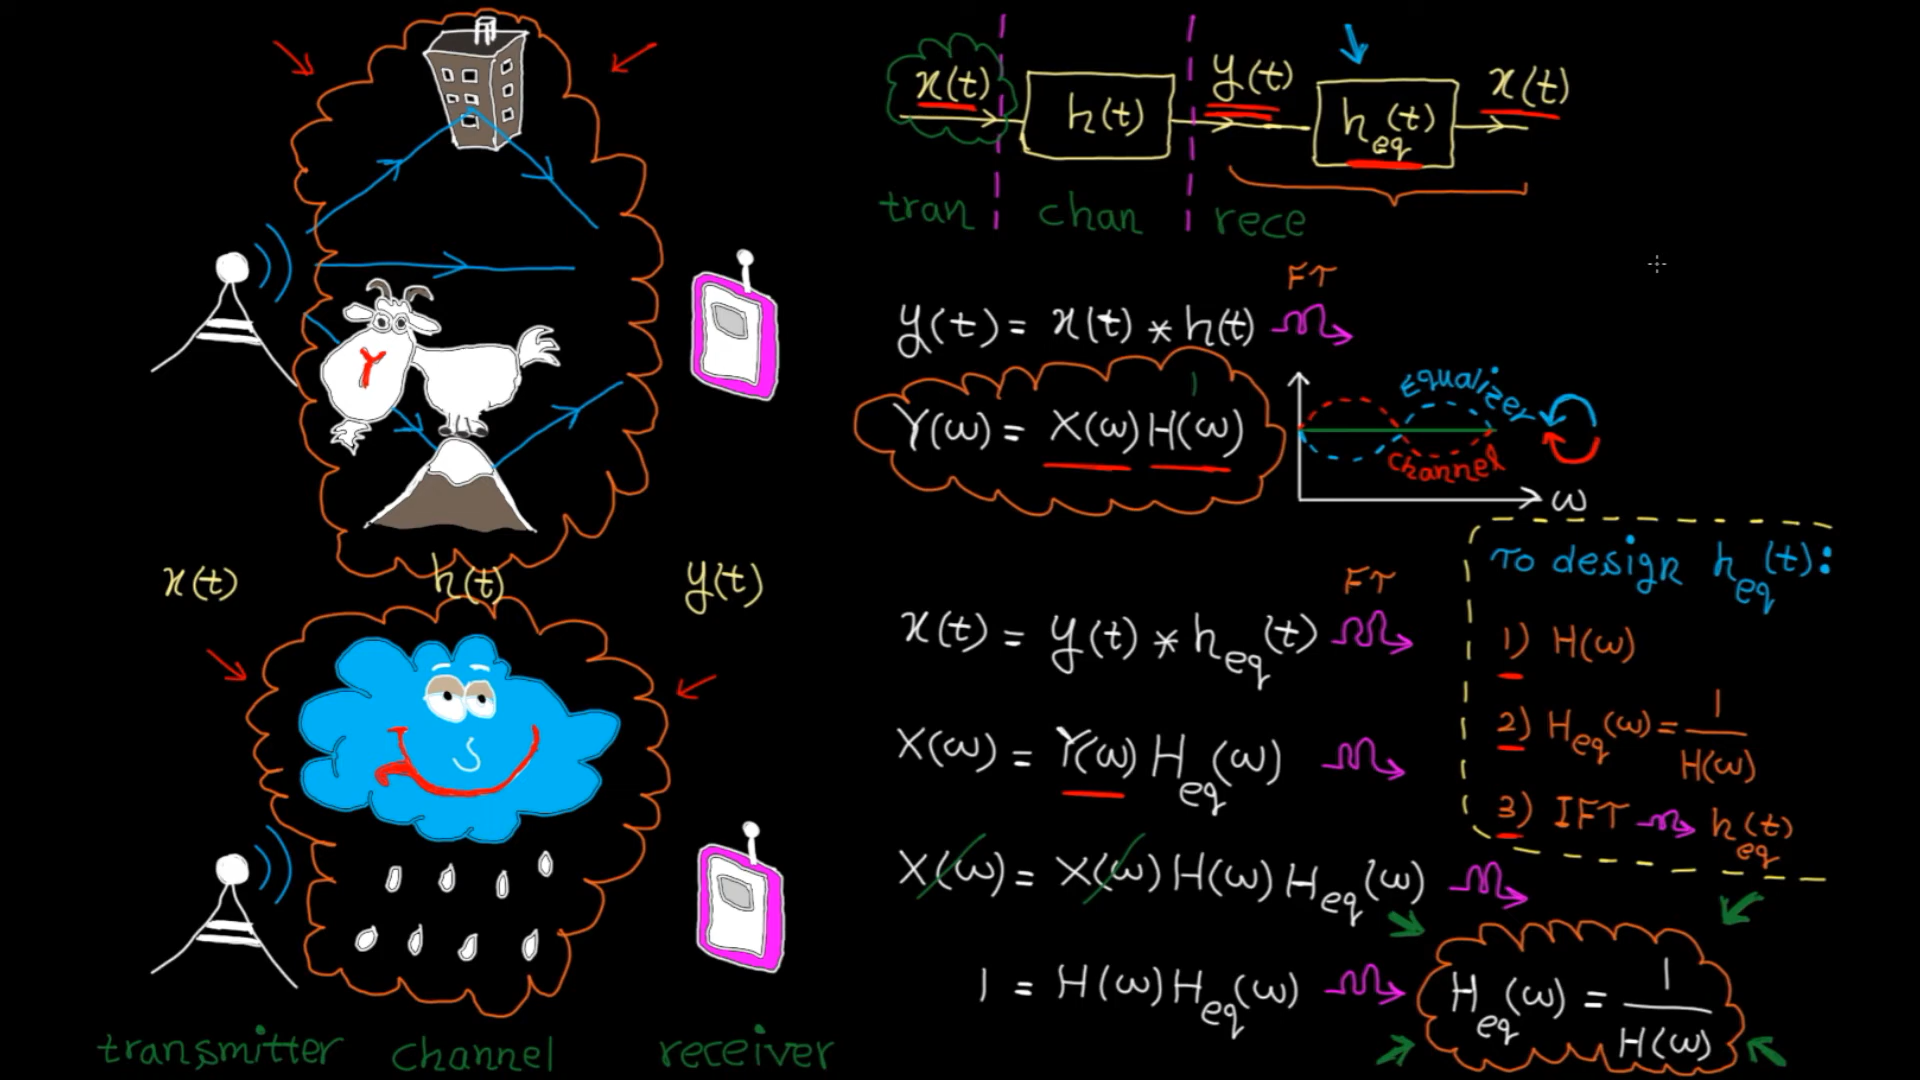 x(t) h(t) y(t)
transmitter channel receiver
x(t) h(t) y(t) h_eq(t) x(t)
tran chan rece
FT
y(t) = x(t) * h(t)
Y(ω) = X(ω) H(ω)
1
Equalizer
channel
ω
FT
x(t) = y(t) * h_eq(t)
X(ω) = Y(ω) H_eq(ω)
X(ω) = X(ω) H(ω) H_eq(ω)
1 = H(ω) H_eq(ω)
H_eq(ω) = 1/H(ω)
To design h_eq(t):
1) H(ω)
2) H_eq(ω) = 1/H(ω)
3) IFT h_eq(t)